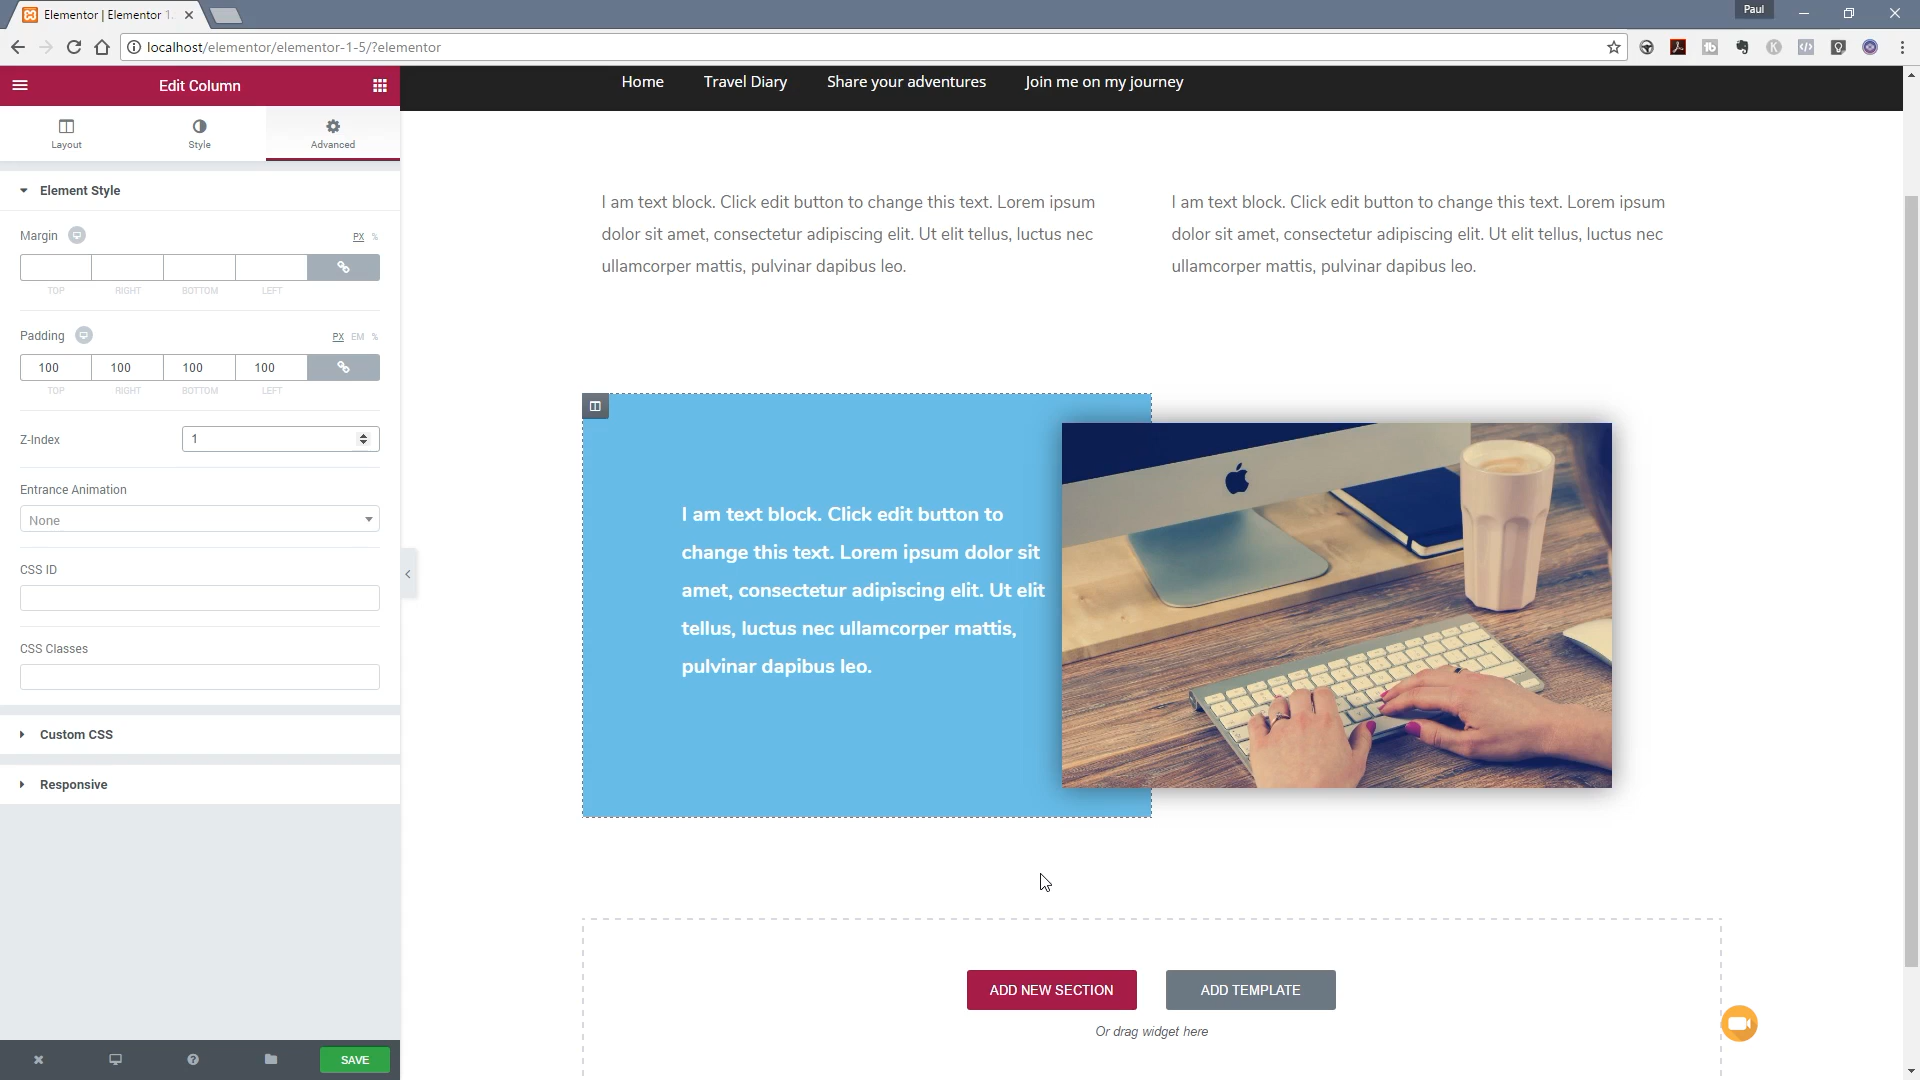 Paul
Elementor | Elementor 1.
localhost/elementor/elementor-1-5/?elementor
Edit Column
Home Travel Diary Share your adventures Join me on my journey
Layout Style Advanced
Element Style
Margin PX %
TOP RIGHT BOTTOM LEFT
Padding PX EM %
100 100 100 100
TOP RIGHT BOTTOM LEFT
Z-Index 1
Entrance Animation
None
CSS ID
CSS Classes
Custom CSS
Responsive
SAVE
I am text block. Click edit button to change this text. Lorem ipsum
dolor sit amet, consectetur adipiscing elit. Ut elit tellus, luctus nec
ullamcorper mattis, pulvinar dapibus leo.
I am text block. Click edit button to change this text. Lorem ipsum
dolor sit amet, consectetur adipiscing elit. Ut elit tellus, luctus nec
ullamcorper mattis, pulvinar dapibus leo.
I am text block. Click edit button to
change this text. Lorem ipsum dolor sit
amet, consectetur adipiscing elit. Ut elit
tellus, luctus nec ullamcorper mattis,
pulvinar dapibus leo.
ADD NEW SECTION ADD TEMPLATE
Or drag widget here